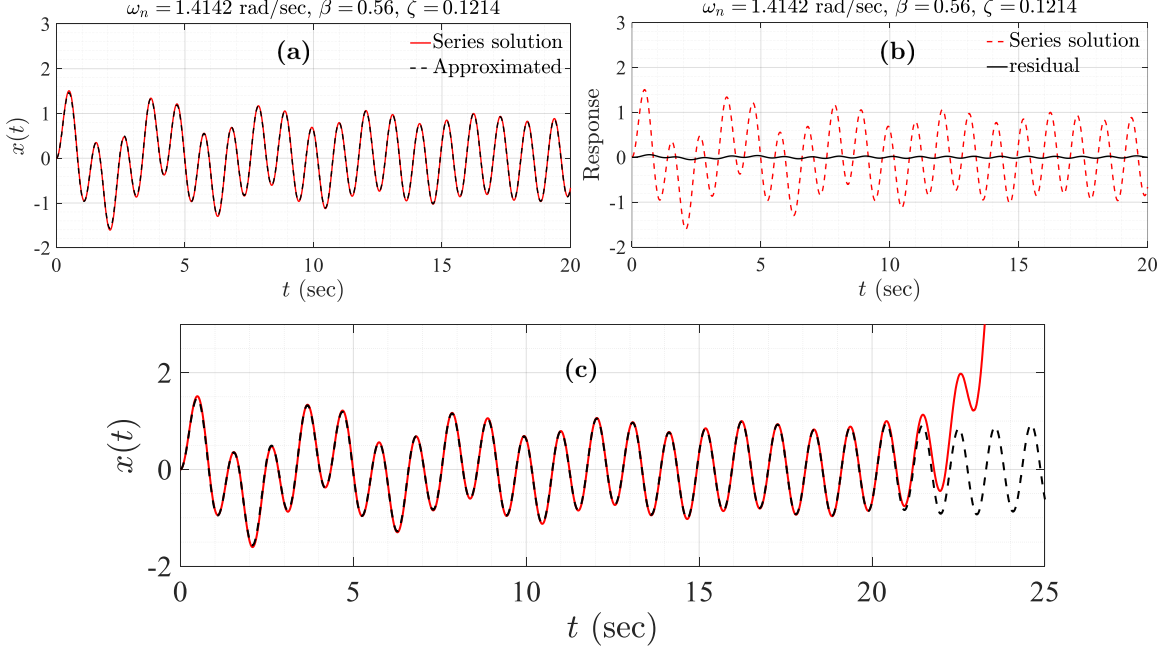 ωₙ = 1.4142 rad/sec, β = 0.56, ζ = 0.1214
(a)
Series solution
Approximated
3
2
1
0
-1
-2
x(t)
0 5 10 15 20
t (sec)
ωₙ = 1.4142 rad/sec, β = 0.56, ζ = 0.1214
(b)
Series solution
residual
3
2
1
0
-1
-2
Response
0 5 10 15 20
t (sec)
(c)
2
0
-2
x(t)
0 5 10 15 20 25
t (sec)